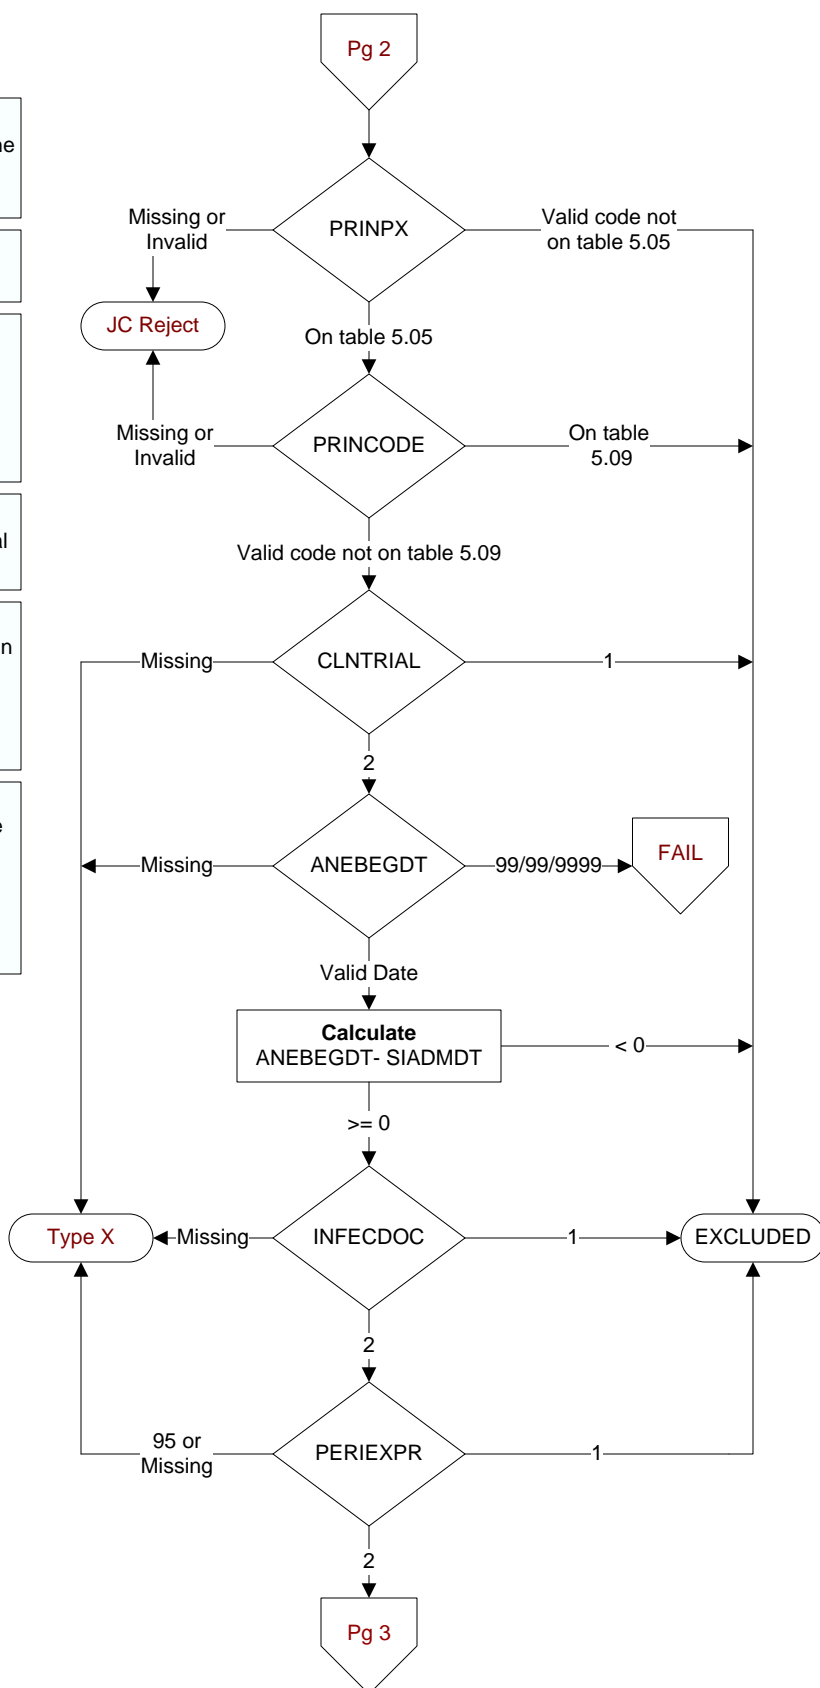 Pg 2
PRINPX
Missing or
Invalid
Valid code not
on table 5.05
JC Reject
On table 5.05
PRINCODE
Missing or
Invalid
On table
5.09
Valid code not on table 5.09
CLNTRIAL
Missing
1
2
ANEBEGDT
Missing
99/99/9999
FAIL
Valid Date
Calculate
ANEBEGDT- SIADMDT
< 0
>= 0
INFECDOC
Type X
Missing
1
EXCLUDED
2
PERIEXPR
95 or
Missing
1
2
Pg 3